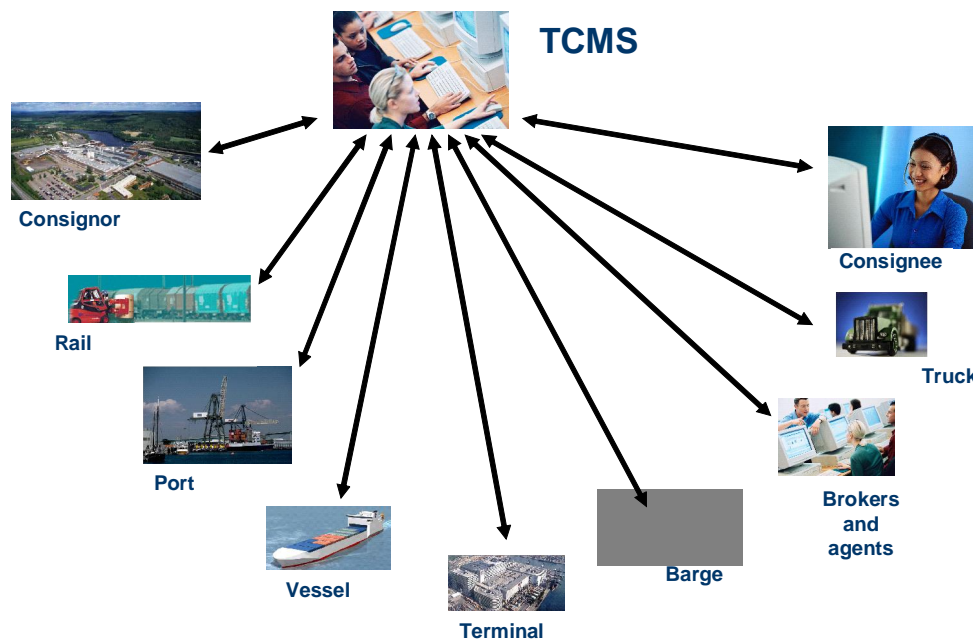 TCMS
Consignor
Consignee
Rail
Truck
Port
Brokers
and
agents
Vessel
Barge
Terminal